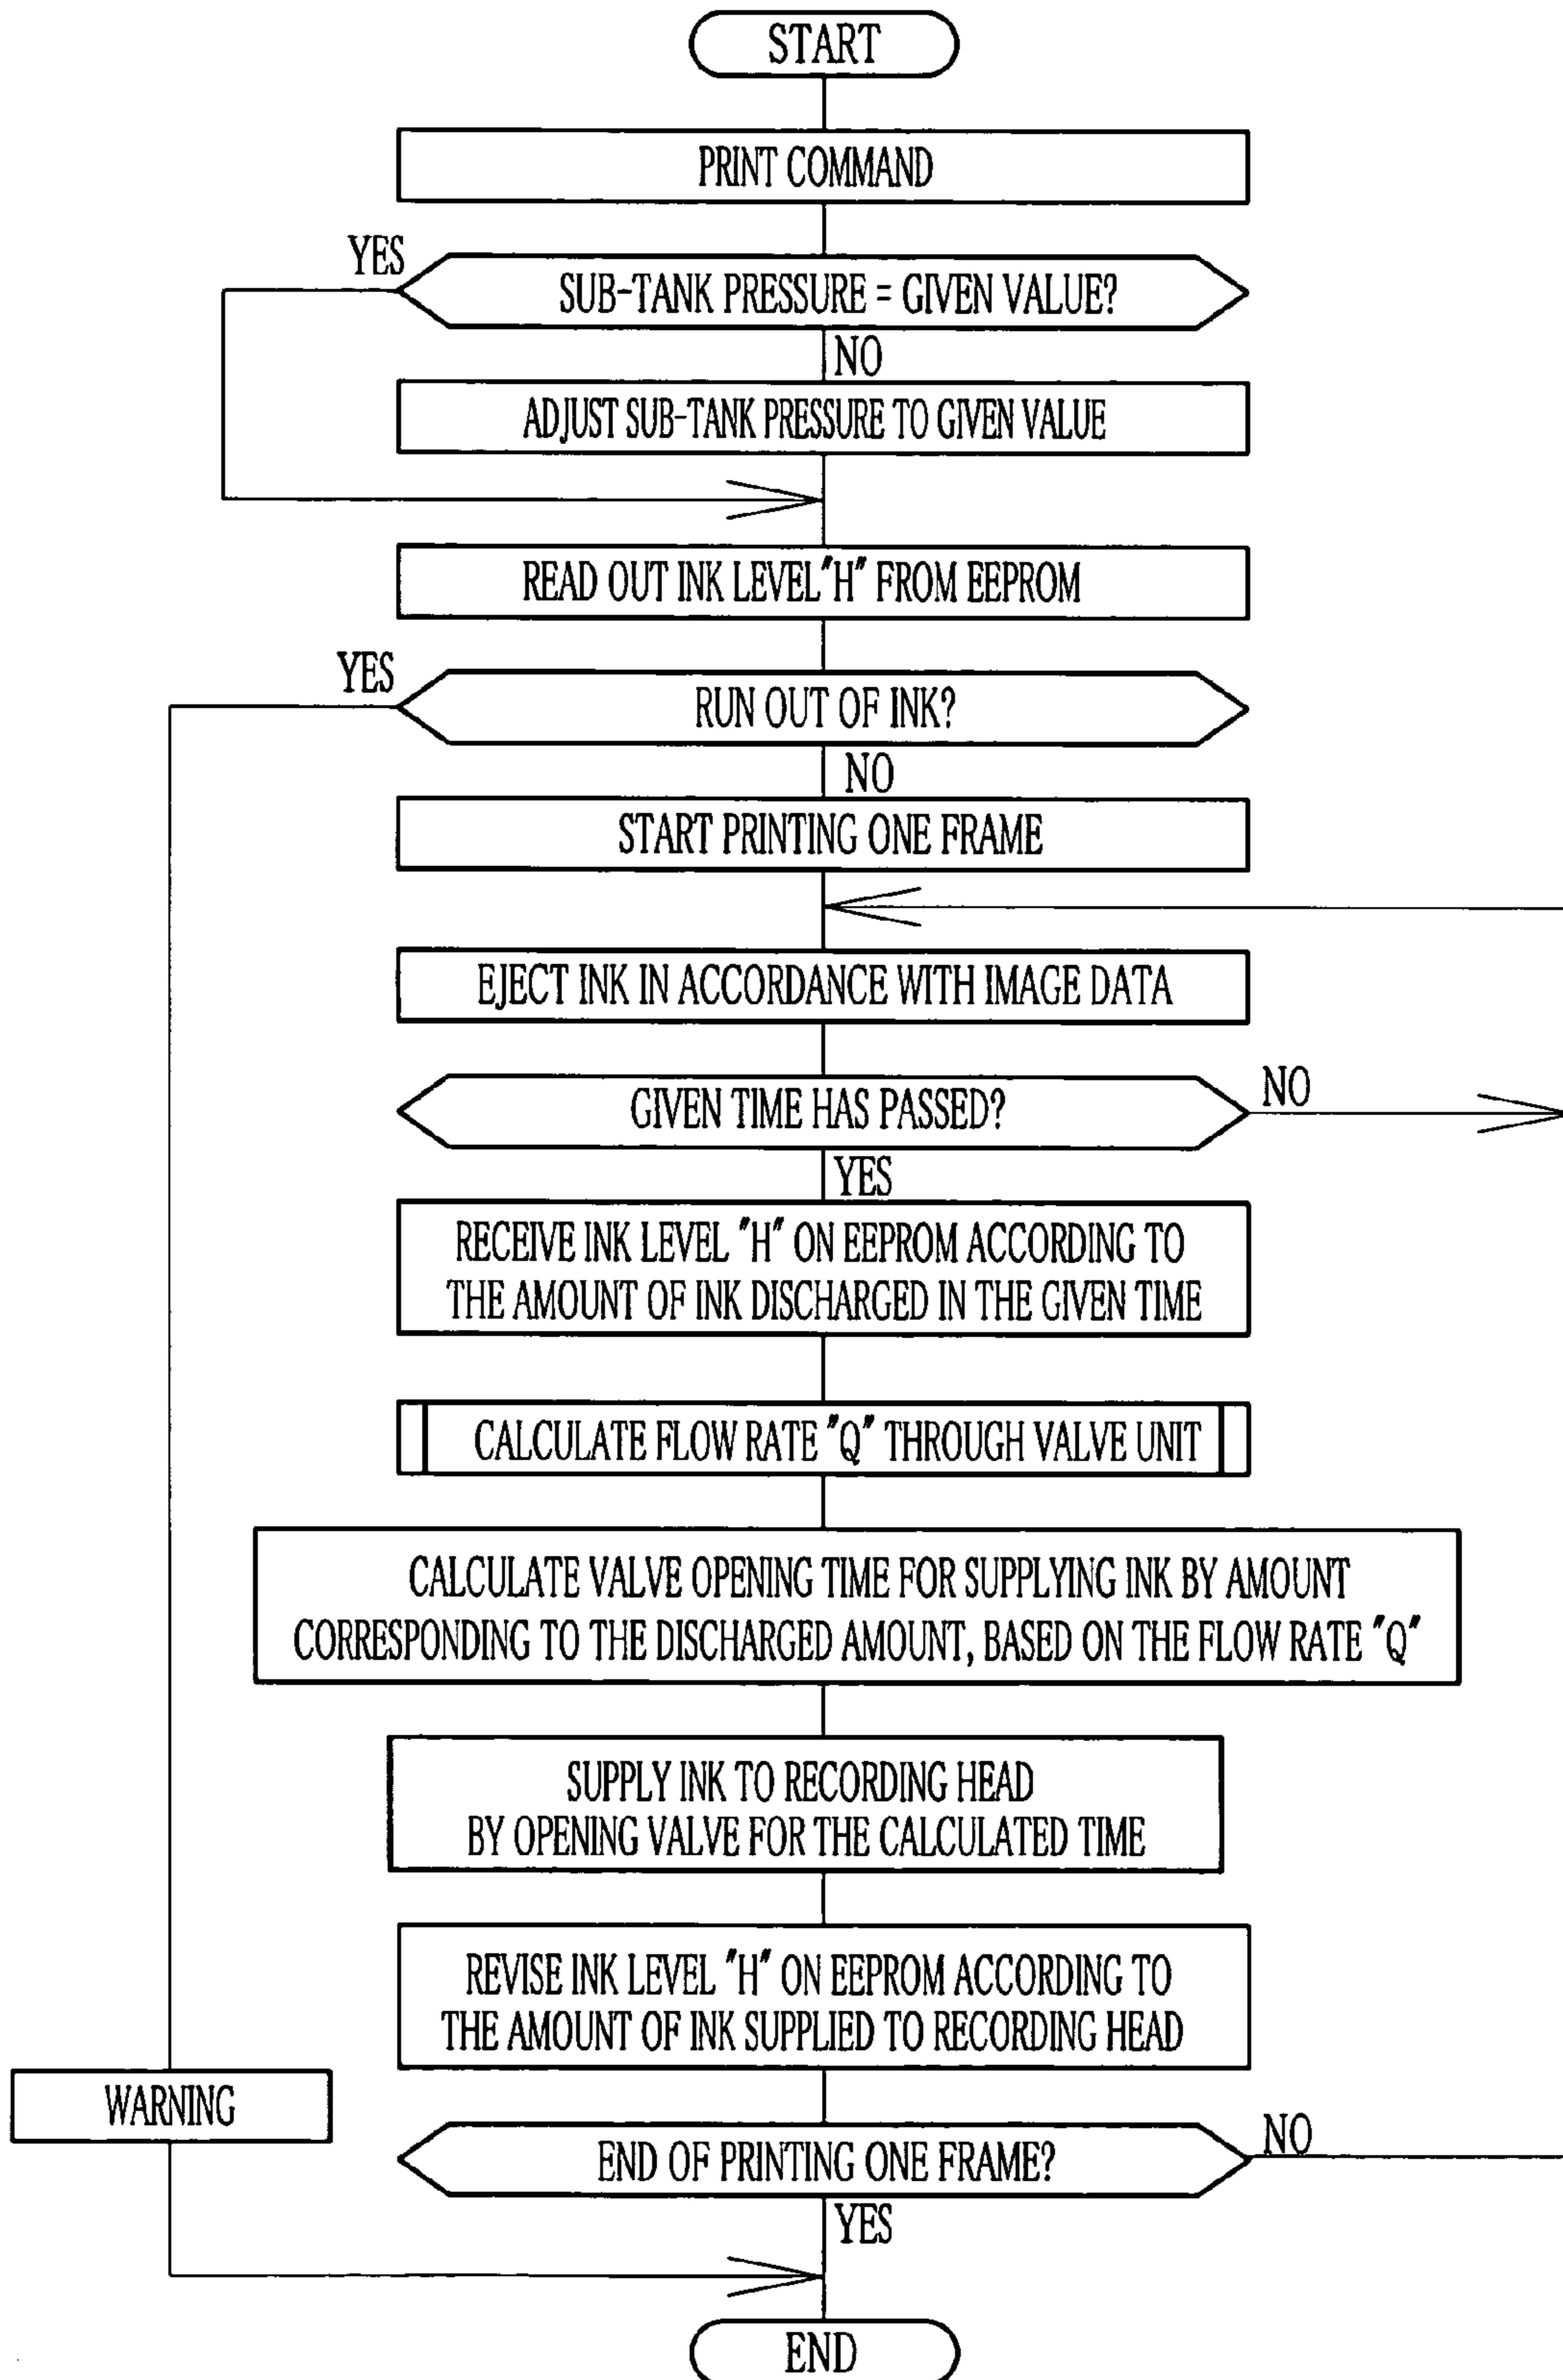 START
PRINT COMMAND
YES
SUB-TANK PRESSURE = GIVEN VALUE?
NO
ADJUST SUB-TANK PRESSURE TO GIVEN VALUE
READ OUT INK LEVEL"H" FROM EEPROM
YES
RUN OUT OF INK?
NO
START PRINTING ONE FRAME
EJECT INK IN ACCORDANCE WITH IMAGE DATA
GIVEN TIME HAS PASSED?
NO
YES
RECEIVE INK LEVEL "H" ON EEPROM ACCORDING TO
THE AMOUNT OF INK DISCHARGED IN THE GIVEN TIME
CALCULATE FLOW RATE "Q" THROUGH VALVE UNIT
CALCULATE VALVE OPENING TIME FOR SUPPLYING INK BY AMOUNT
CORRESPONDING TO THE DISCHARGED AMOUNT, BASED ON THE FLOW RATE "Q"
SUPPLY INK TO RECORDING HEAD
BY OPENING VALVE FOR THE CALCULATED TIME
REVISE INK LEVEL "H" ON EEPROM ACCORDING TO
THE AMOUNT OF INK SUPPLIED TO RECORDING HEAD
WARNING
END OF PRINTING ONE FRAME?
NO
YES
END